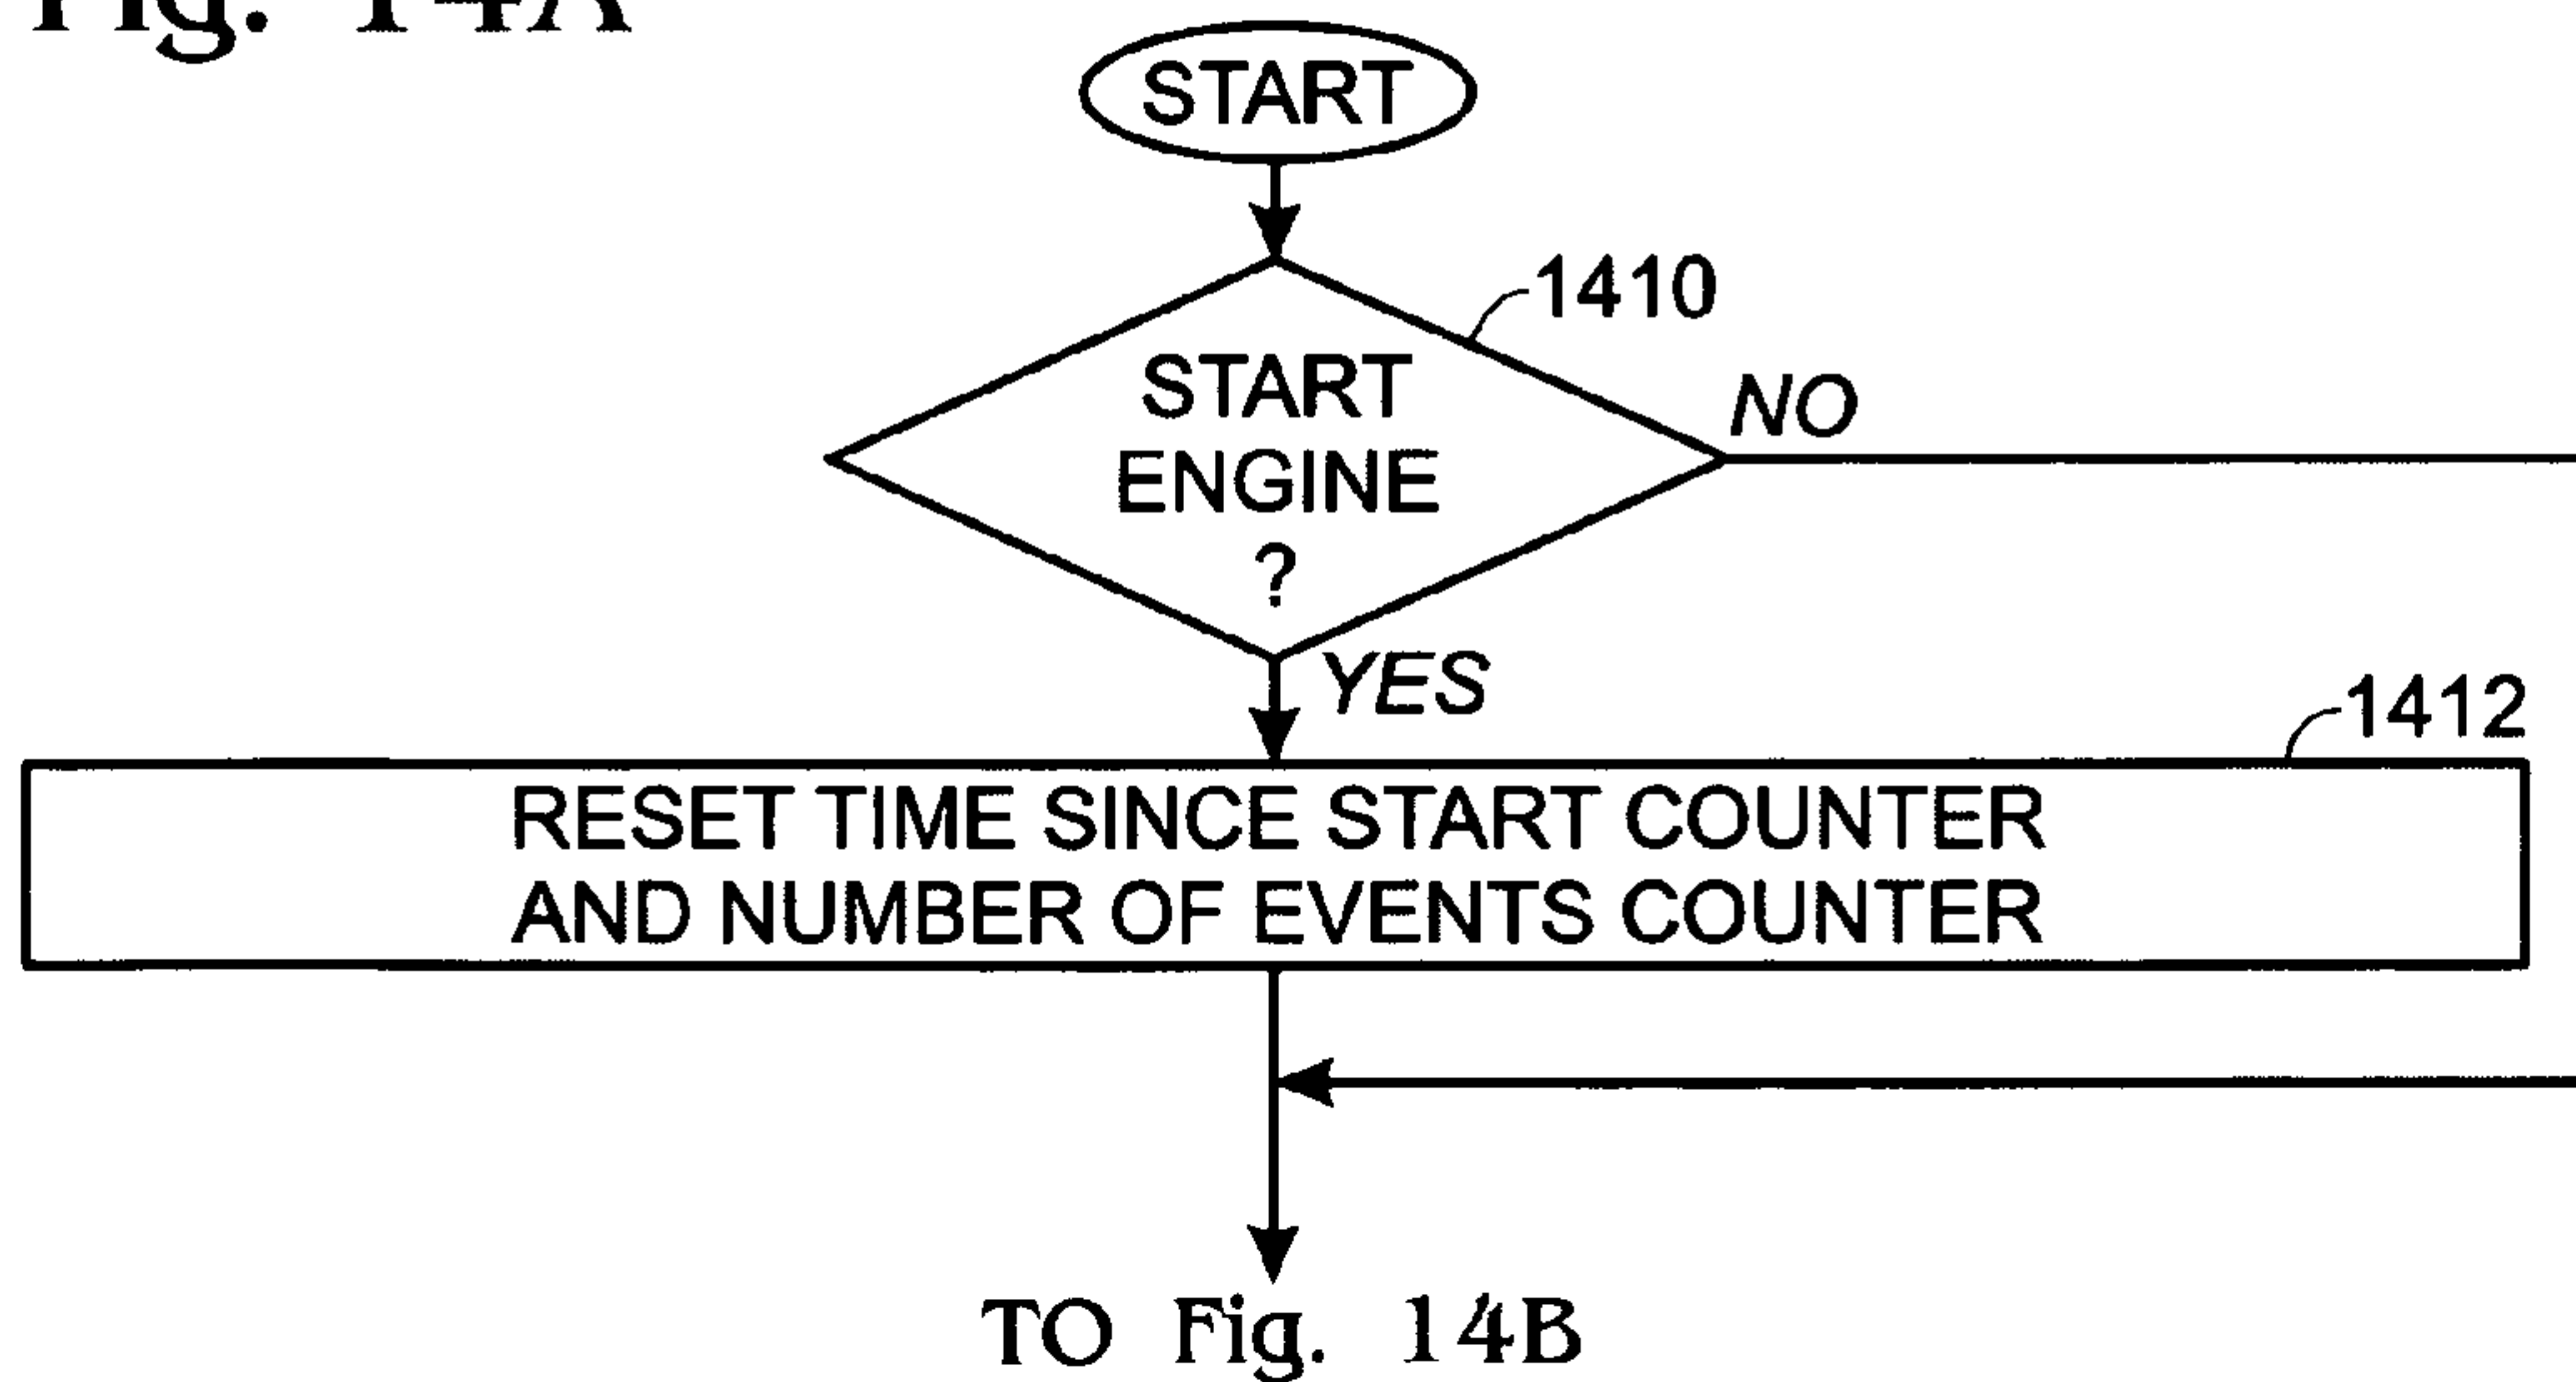 Fig. 14A
START
1410
START
ENGINE
?
NO
YES
1412
RESET TIME SINCE START COUNTER
AND NUMBER OF EVENTS COUNTER
TO Fig. 14B